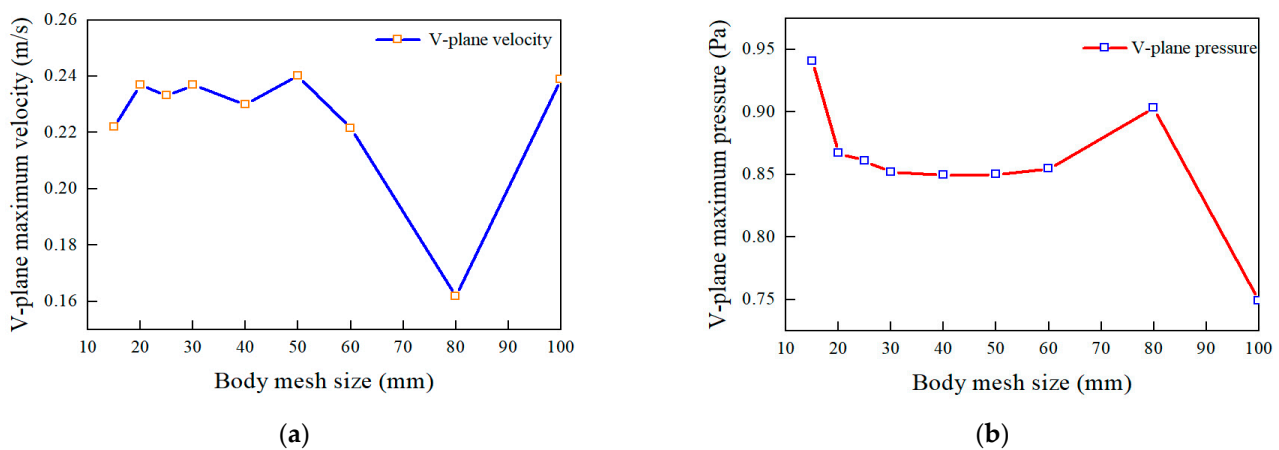 V-plane maximum velocity (m/s)
0.26
0.24
0.22
0.20
0.18
0.16
V-plane velocity
10 20 30 40 50 60 70 80 90 100
Body mesh size (mm)
(a)
V-plane maximum pressure (Pa)
0.95
0.90
0.85
0.80
0.75
V-plane pressure
10 20 30 40 50 60 70 80 90 100
Body mesh size (mm)
(b)